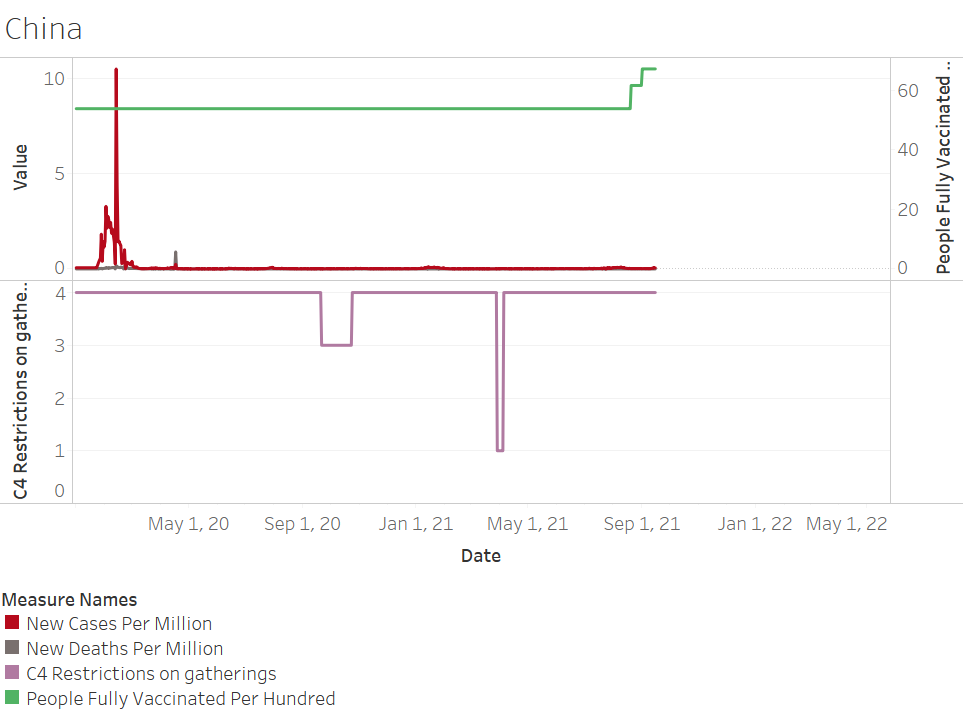 China
10
5
0
Value
60
40
20
0
People Fully Vaccinated ..
4
3
2
1
0
C4 Restrictions on gathe..
May 1, 20 Sep 1, 20 Jan 1, 21 May 1, 21 Sep 1, 21 Jan 1, 22 May 1, 22
Date
Measure Names
New Cases Per Million
New Deaths Per Million
C4 Restrictions on gatherings
People Fully Vaccinated Per Hundred